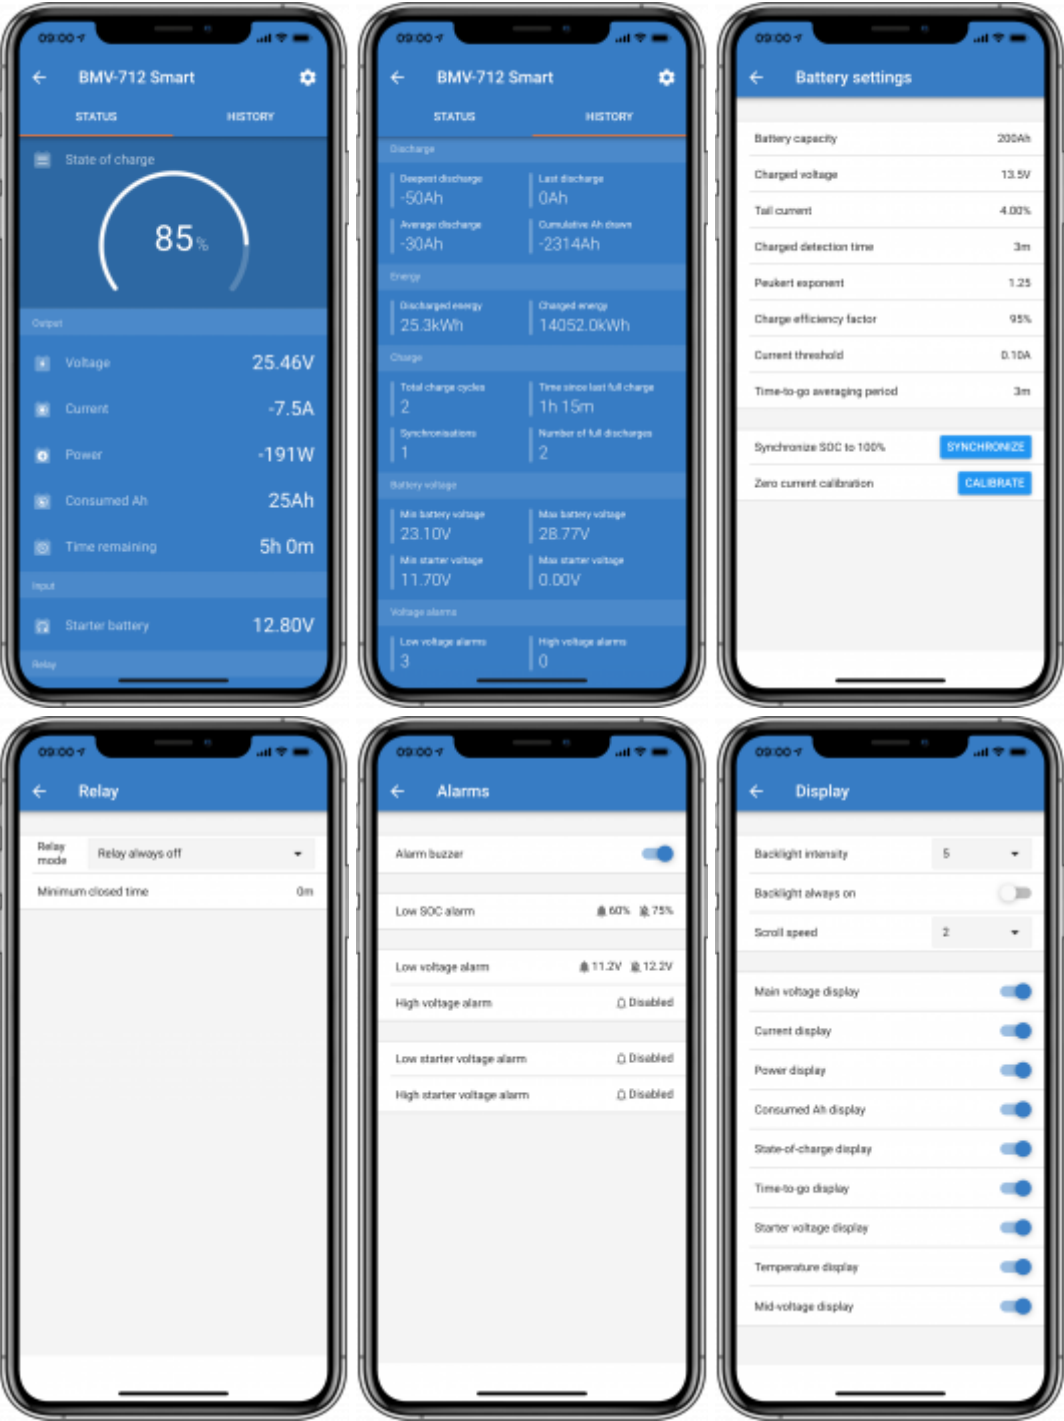 09:00
BMV-712 Smart
STATUS HISTORY
State of charge
85%
Output
Voltage 25.46V
Current -7.5A
Power -191W
Consumed Ah 25Ah
Time remaining 5h 0m
Input
Starter battery 12.80V
Relay
09:00
BMV-712 Smart
STATUS HISTORY
Discharge
Deepest discharge Last discharge
-50Ah 0Ah
Average discharge Cumulative Ah drawn
-30Ah -2314Ah
Energy
Discharged energy Charged energy
25.3kWh 14052.0kWh
Charge
Total charge cycles Time since last full charge
2 1h 15m
Synchronisations Number of full discharges
1 2
Battery voltage
Min battery voltage Max battery voltage
23.10V 28.77V
Min starter voltage Max starter voltage
11.70V 0.00V
Voltage alarms
Low voltage alarms High voltage alarms
3 0
09:00
Battery settings
Battery capacity 200Ah
Charged voltage 13.5V
Tail current 4.00%
Charged detection time 3m
Peukert exponent 1.25
Charge efficiency factor 95%
Current threshold 0.10A
Time-to-go averaging period 3m
Synchronize SOC to 100% SYNCHRONIZE
Zero current calibration CALIBRATE
09:00
Relay
Relay mode Relay always off
Minimum closed time 0m
09:00
Alarms
Alarm buzzer
Low SOC alarm 60% 75%
Low voltage alarm 11.2V 12.2V
High voltage alarm Disabled
Low starter voltage alarm Disabled
High starter voltage alarm Disabled
09:00
Display
Backlight intensity 5
Backlight always on
Scroll speed 2
Main voltage display
Current display
Power display
Consumed Ah display
State-of-charge display
Time-to-go display
Starter voltage display
Temperature display
Mid-voltage display